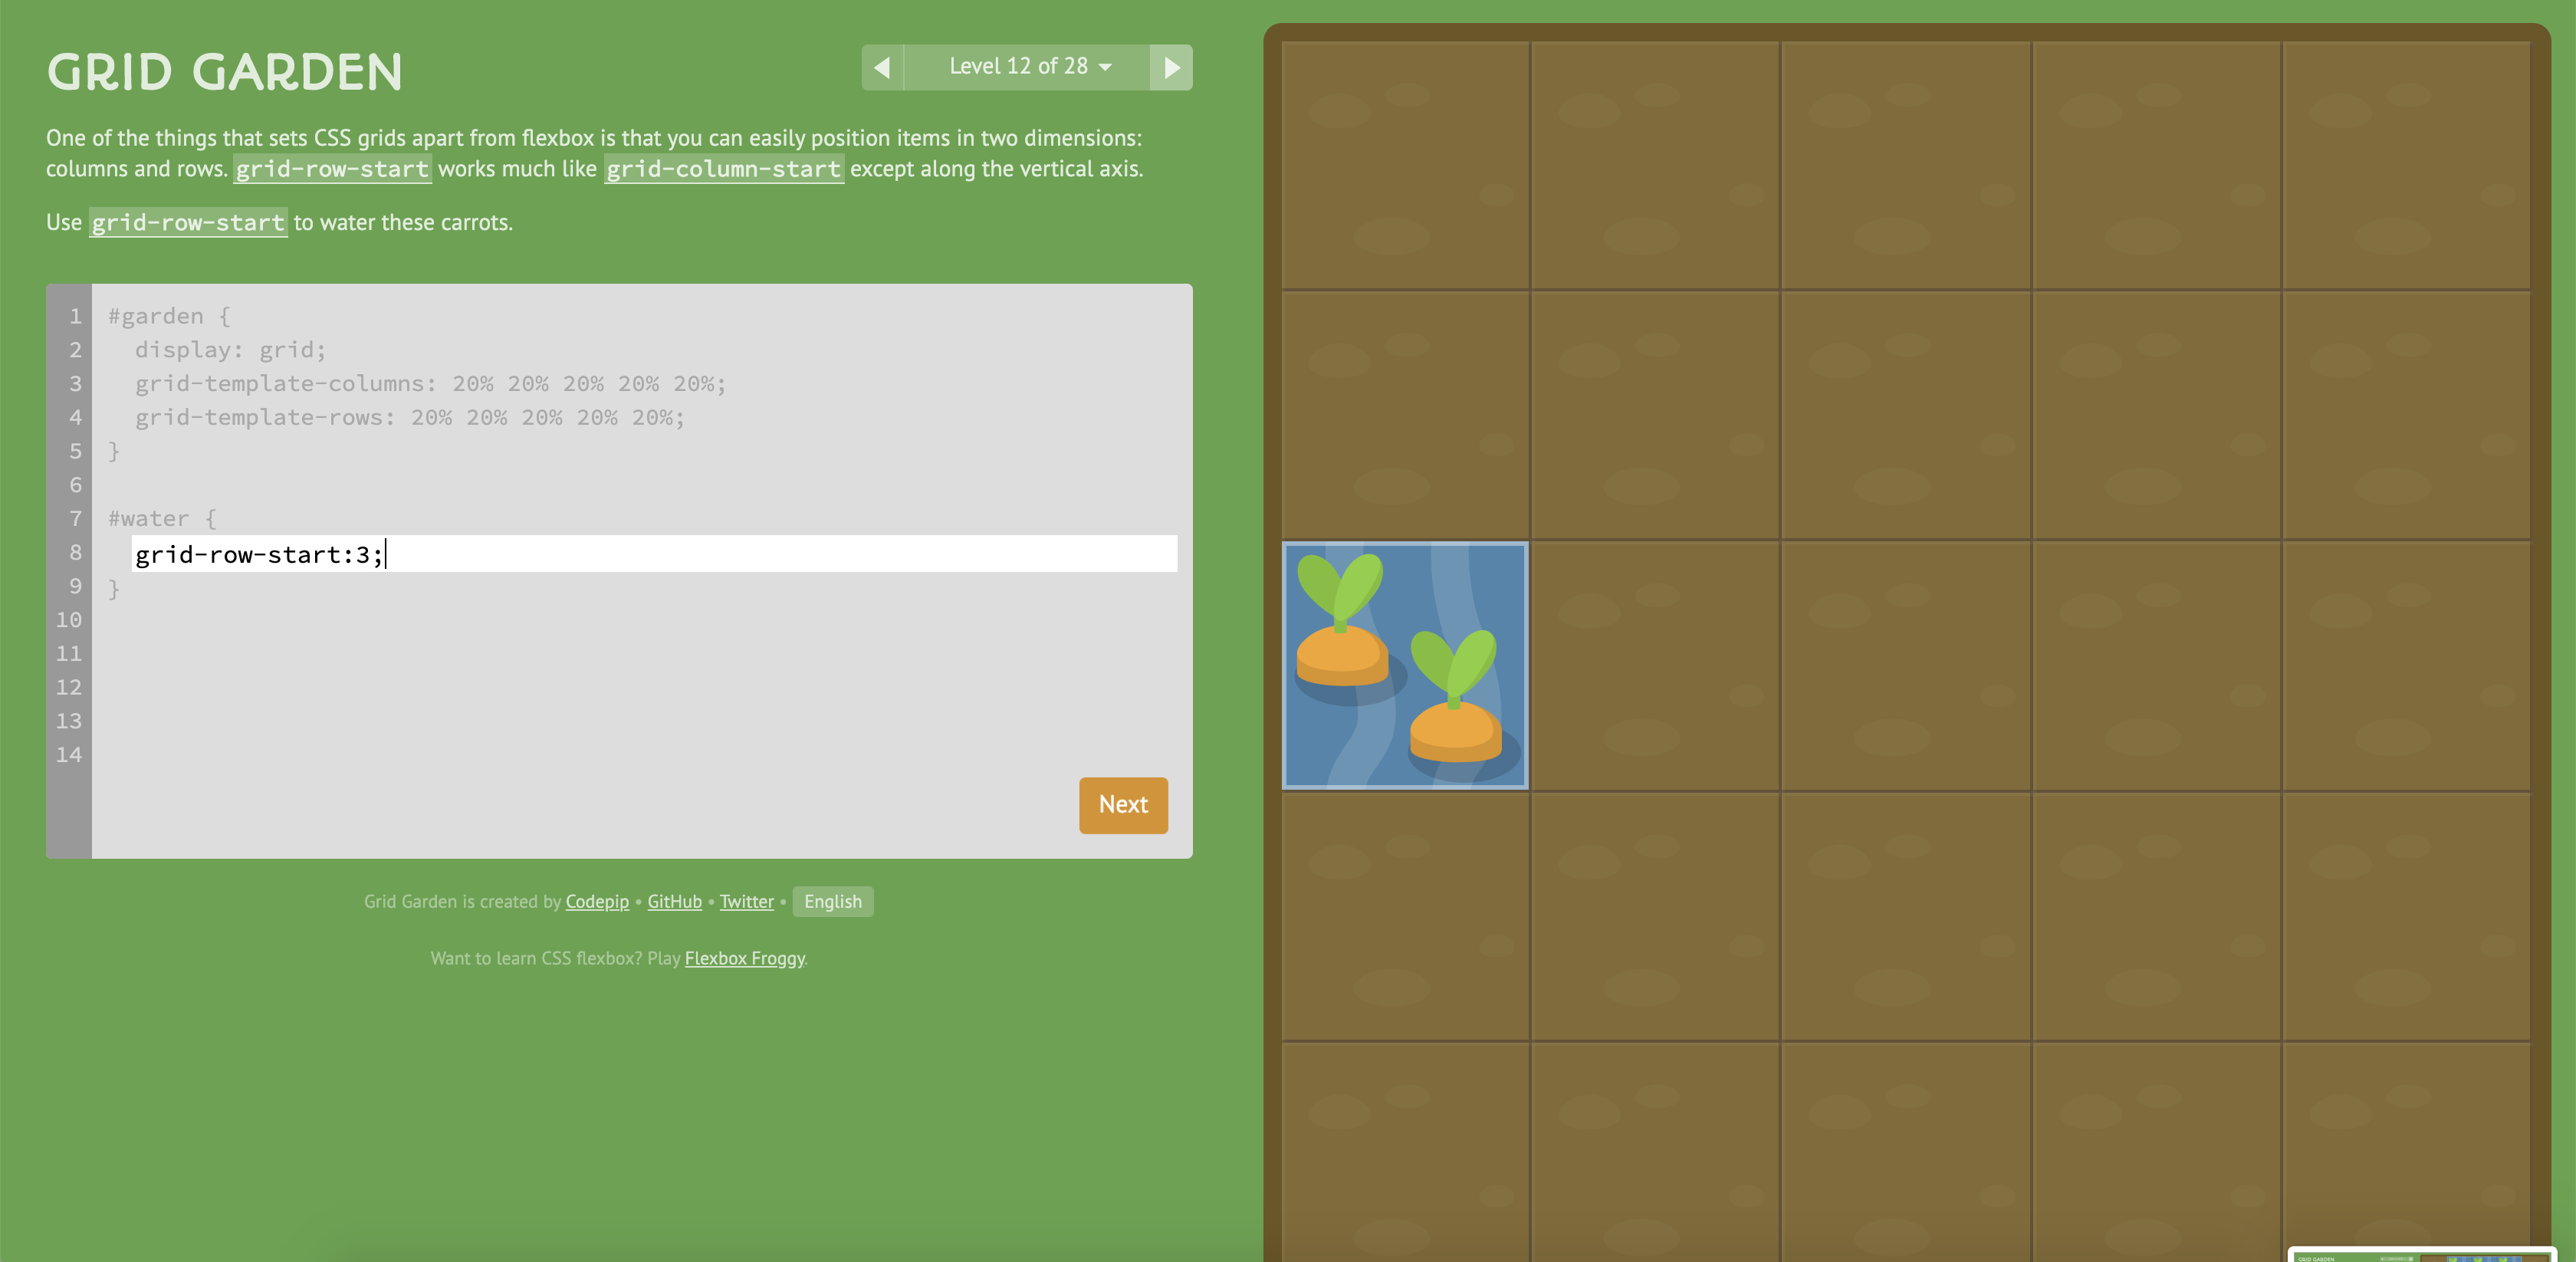 GRID GARDEN
Level 12 of 28
One of the things that sets CSS grids apart from flexbox is that you can easily position items in two dimensions:
columns and rows. grid-row-start works much like grid-column-start except along the vertical axis.
Use grid-row-start to water these carrots.
1 #garden {
2 display: grid;
3 grid-template-columns: 20% 20% 20% 20% 20%;
4 grid-template-rows: 20% 20% 20% 20% 20%;
5 }
6
7 #water {
8 grid-row-start:3;
9 }
10
11
12
13
14
Next
Grid Garden is created by Codepip • GitHub • Twitter • English
Want to learn CSS flexbox? Play Flexbox Froggy.
GRID GARDEN